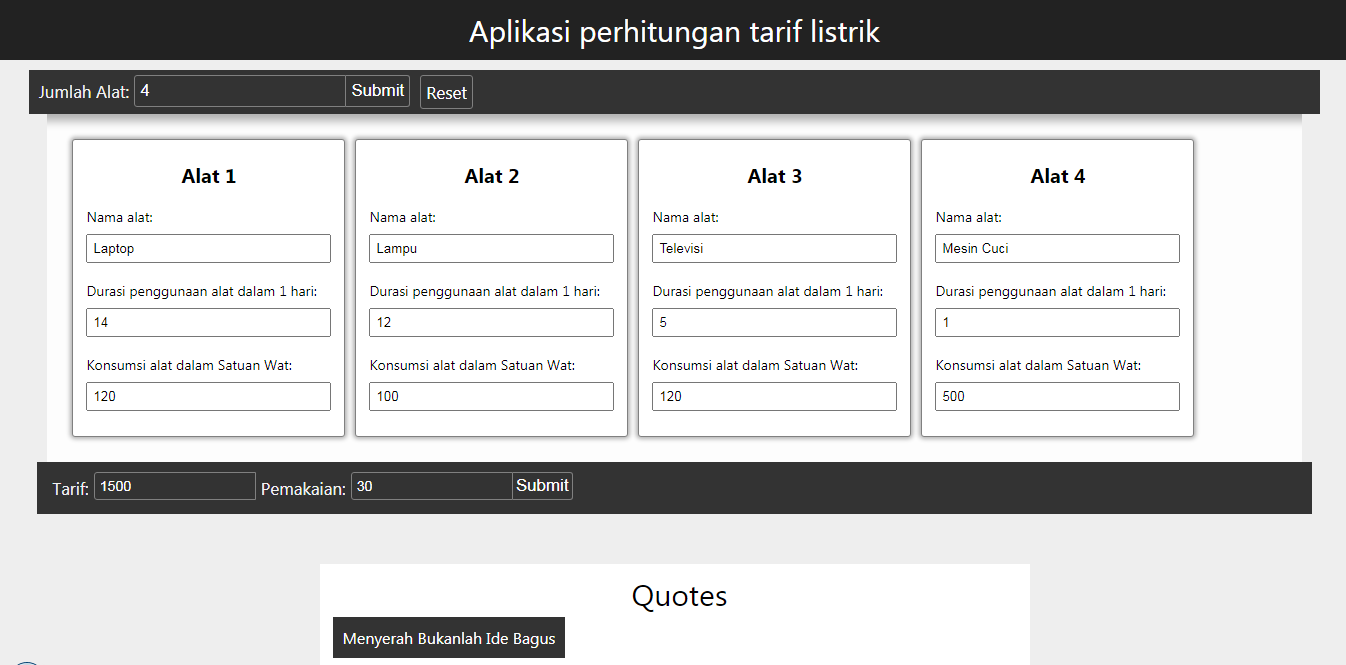 Aplikasi perhitungan tarif listrik
Jumlah Alat: 4 Submit Reset
Alat 1 Alat 2 Alat 3 Alat 4
Nama alat: Nama alat: Nama alat: Nama alat:
Laptop Lampu Televisi Mesin Cuci
Durasi penggunaan alat dalam 1 hari: Durasi penggunaan alat dalam 1 hari: Durasi penggunaan alat dalam 1 hari: Durasi penggunaan alat dalam 1 hari:
14 12 5 1
Konsumsi alat dalam Satuan Wat: Konsumsi alat dalam Satuan Wat: Konsumsi alat dalam Satuan Wat: Konsumsi alat dalam Satuan Wat:
120 100 120 500
Tarif: 1500 Pemakaian: 30 Submit
Quotes
Menyerah Bukanlah Ide Bagus